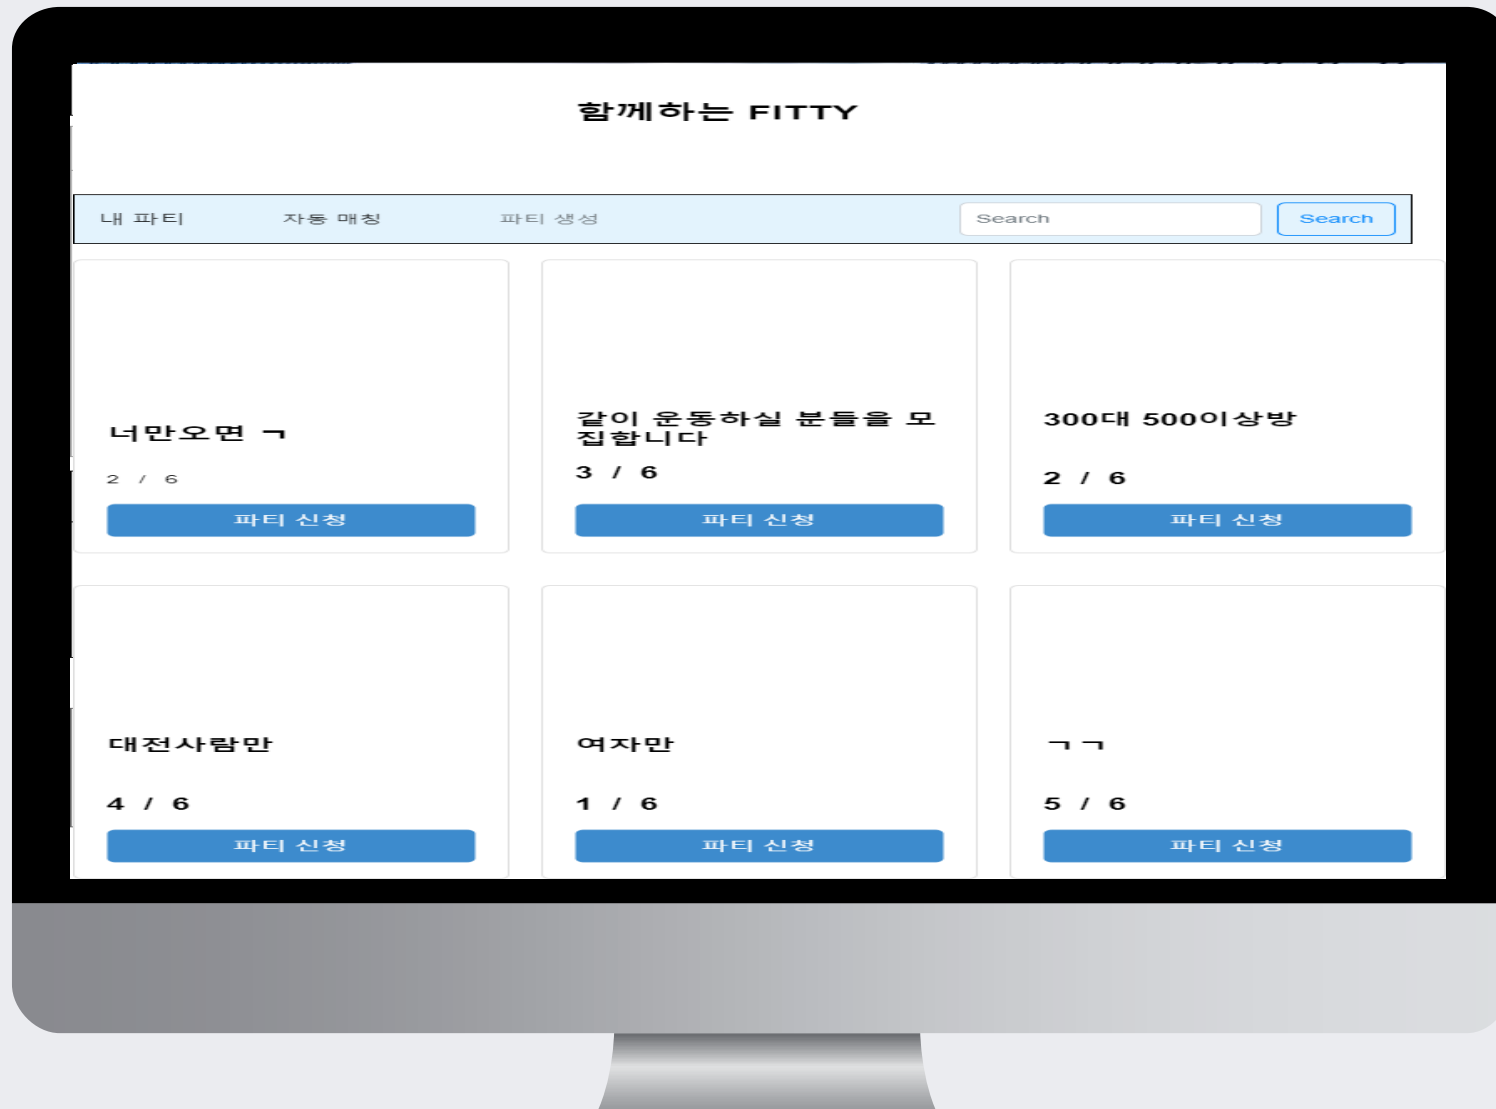 함께하는 FITTY
내 파티 자동 매칭 파티 생성 Search Search
너만오면 ㄱ
2 / 6
파티 신청
같이 운동하실 분들을 모
집합니다
3 / 6
파티 신청
300대 500이상방
2 / 6
파티 신청
대전사람만
4 / 6
파티 신청
여자만
1 / 6
파티 신청
ㄱㄱ
5 / 6
파티 신청